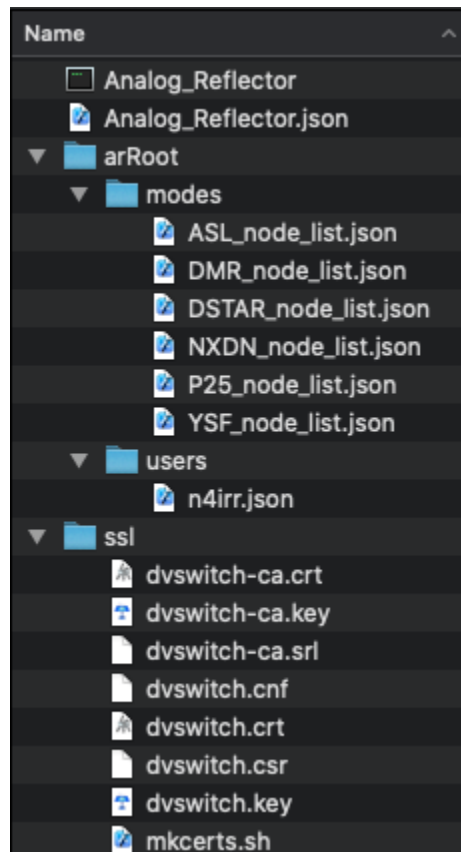 Name
Analog_Reflector
Analog_Reflector.json
arRoot
modes
ASL_node_list.json
DMR_node_list.json
DSTAR_node_list.json
NXDN_node_list.json
P25_node_list.json
YSF_node_list.json
users
n4irr.json
ssl
dvswitch-ca.crt
dvswitch-ca.key
dvswitch-ca.srl
dvswitch.cnf
dvswitch.crt
dvswitch.csr
dvswitch.key
mkcerts.sh